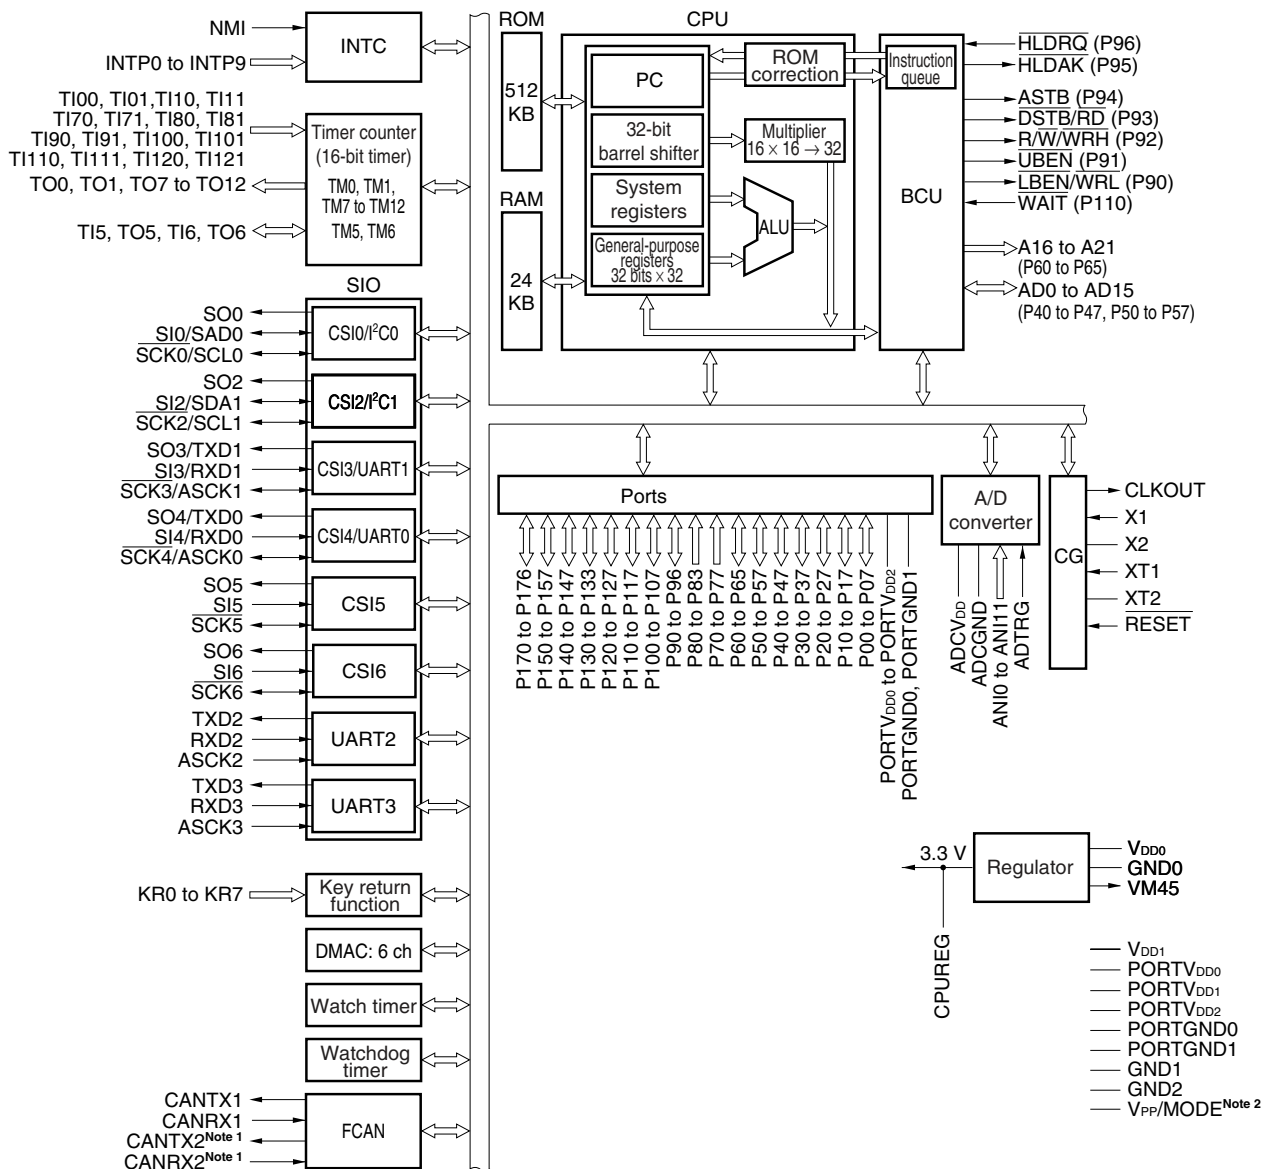 NMI
INTP0 to INTP9
INTC
TI00, TI01,TI10, TI11
TI70, TI71, TI80, TI81
TI90, TI91, TI100, TI101
TI110, TI111, TI120, TI121
TO0, TO1, TO7 to TO12
TI5, TO5, TI6, TO6
Timer counter
(16-bit timer)
TM0, TM1,
TM7 to TM12
TM5, TM6
SIO
SO0
SI0/SAD0
SCK0/SCL0
CSI0/I²C0
SO2
SI2/SDA1
SCK2/SCL1
CSI2/I²C1
SO3/TXD1
SI3/RXD1
SCK3/ASCK1
CSI3/UART1
SO4/TXD0
SI4/RXD0
SCK4/ASCK0
CSI4/UART0
SO5
SI5
SCK5
CSI5
SO6
SI6
SCK6
CSI6
TXD2
RXD2
ASCK2
UART2
TXD3
RXD3
ASCK3
UART3
KR0 to KR7
Key return
function
DMAC: 6 ch
Watch timer
Watchdog
timer
CANTX1
CANRX1
CANTX2Note 1
CANRX2Note 1
FCAN
ROM
512
KB
RAM
24
KB
CPU
PC
32-bit
barrel shifter
System
registers
General-purpose
registers
32 bits × 32
ROM
correction
Multiplier
16 × 16 → 32
ALU
Instruction
queue
BCU
HLDRQ (P96)
HLDAK (P95)
ASTB (P94)
DSTB/RD (P93)
R/W/WRH (P92)
UBEN (P91)
LBEN/WRL (P90)
WAIT (P110)
A16 to A21
(P60 to P65)
AD0 to AD15
(P40 to P47, P50 to P57)
Ports
P170 to P176
P150 to P157
P140 to P147
P130 to P133
P120 to P127
P110 to P117
P100 to P107
P90 to P96
P80 to P83
P70 to P77
P60 to P65
P50 to P57
P40 to P47
P30 to P37
P20 to P27
P10 to P17
P00 to P07
PORTVDD0 to PORTVDD2
PORTGND0, PORTGND1
A/D
converter
ADCVDD
ADCGND
ANI0 to ANI11
ADTRG
CG
CLKOUT
X1
X2
XT1
XT2
RESET
3.3 V
Regulator
VDD0
GND0
VM45
CPUREG
VDD1
PORTVDD0
PORTVDD1
PORTVDD2
PORTGND0
PORTGND1
GND1
GND2
VPP/MODENote 2